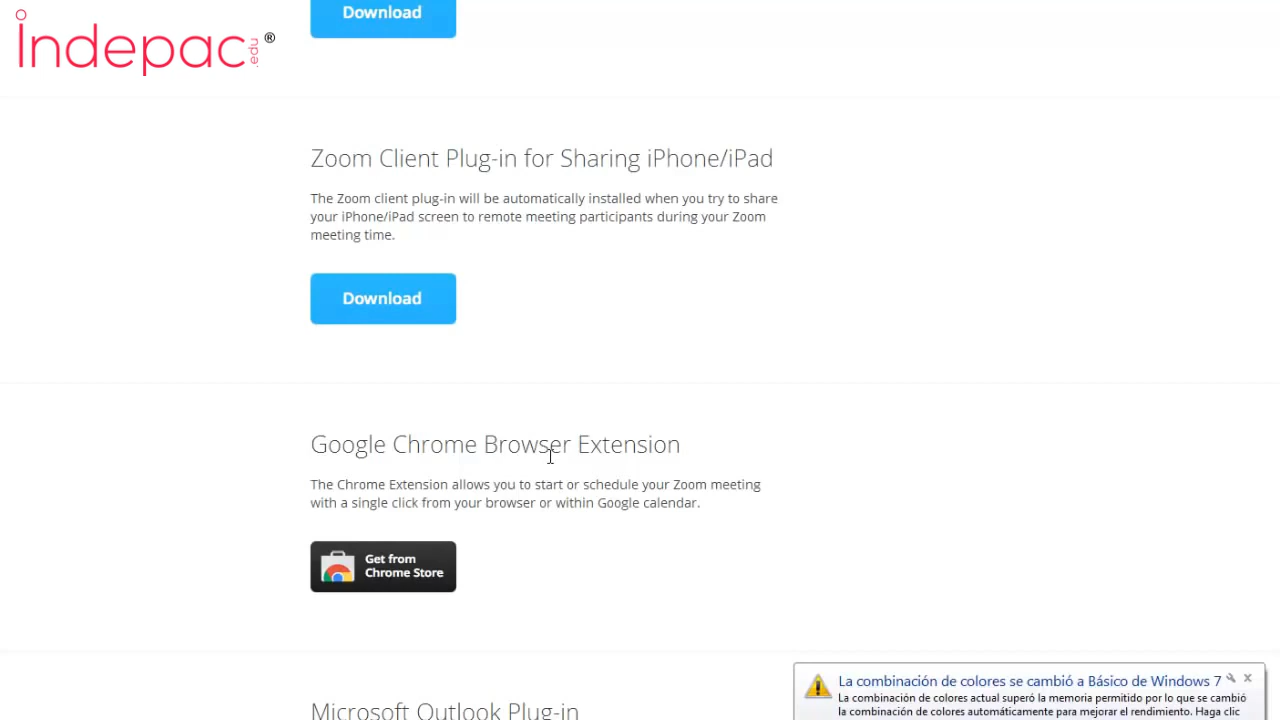 Download
indepac.edu®
Zoom Client Plug-in for Sharing iPhone/iPad
The Zoom client plug-in will be automatically installed when you try to share
your iPhone/iPad screen to remote meeting participants during your Zoom
meeting time.
Download
Google Chrome Browser Extension
The Chrome Extension allows you to start or schedule your Zoom meeting
with a single click from your browser or within Google calendar.
Get from
Chrome Store
Microsoft Outlook Plug-in
La combinación de colores se cambió a Básico de Windows 7
La combinación de colores actual superó la memoria permitido por lo que se cambió
la combinación de colores automáticamente para mejorar el rendimiento. Haga clic